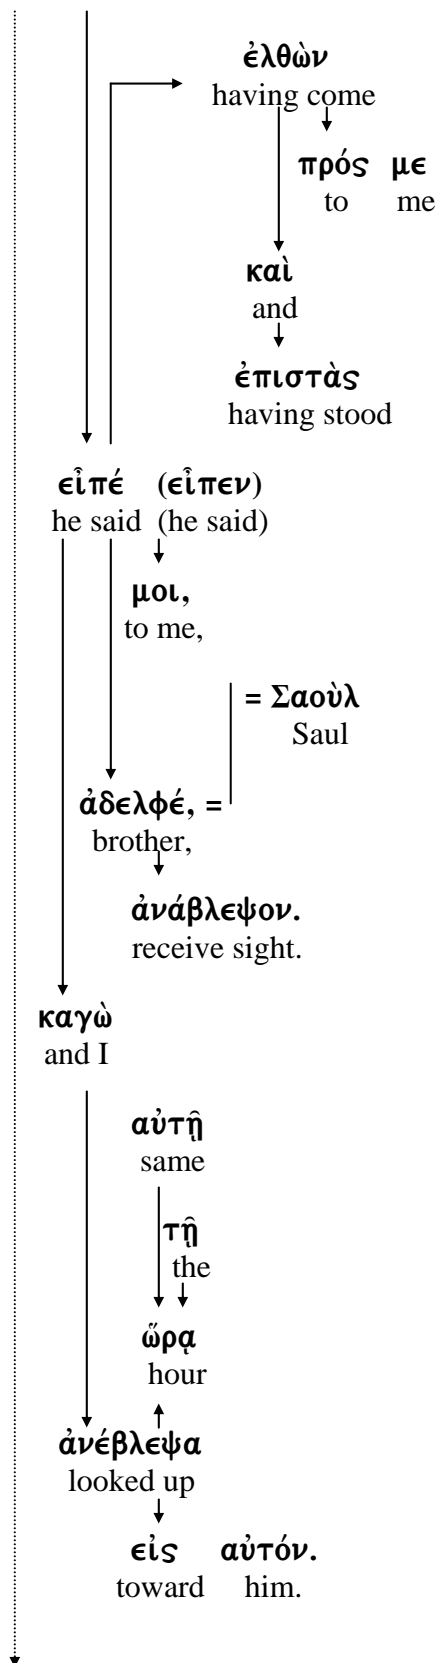 ἐλθὼν
having come
πρός με
to me
καὶ
and
ἐπιστὰς
having stood
εἶπέ (εἶπεν)
he said (he said)
μοι,
to me,
= Σαοὺλ
Saul
ἀδελφέ, =
brother,
ἀνάβλεψον.
receive sight.
καγὼ
and I
αὐτῇ
same
τῇ
the
ὥρᾳ
hour
ἀνέβλεψα
looked up
εἰς αὐτόν.
toward him.